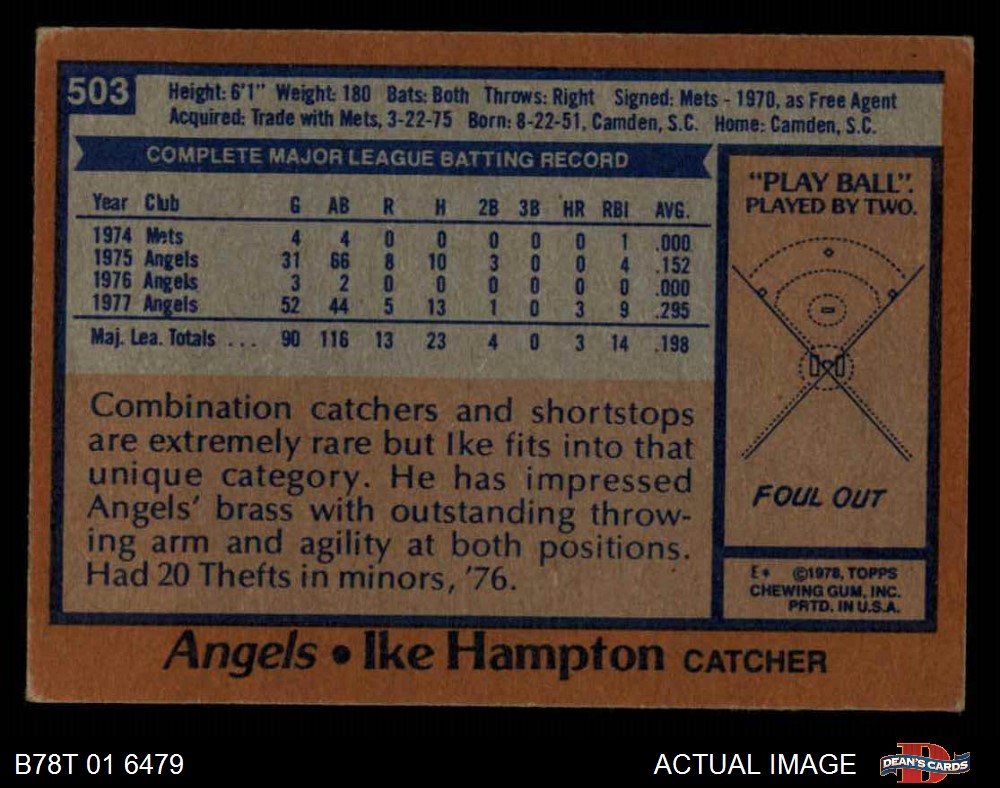 503
Height: 6'1" Weight: 180 Bats: Both Throws: Right Signed: Mets - 1970, as Free Agent
Acquired: Trade with Mets, 3-22-75 Born: 8-22-51, Camden, S.C. Home: Camden, S.C.
COMPLETE MAJOR LEAGUE BATTING RECORD
Year Club G AB R H 2B 3B HR RBI AVG.
1974 Mets 4 4 0 0 0 0 0 1 .000
1975 Angels 31 66 8 10 3 0 0 4 .152
1976 Angels 3 2 0 0 0 0 0 0 .000
1977 Angels 52 44 5 13 1 0 3 9 .295
Maj. Lea. Totals ... 90 116 13 23 4 0 3 14 .198
Combination catchers and shortstops
are extremely rare but Ike fits into that
unique category. He has impressed
Angels' brass with outstanding throw-
ing arm and agility at both positions.
Had 20 Thefts in minors, '76.
"PLAY BALL".
PLAYED BY TWO.
FOUL OUT
E* ©1978, TOPPS
CHEWING GUM, INC.
PRTD. IN U.S.A.
Angels • Ike Hampton CATCHER
B78T 01 6479
ACTUAL IMAGE
D
DEAN'S CARDS